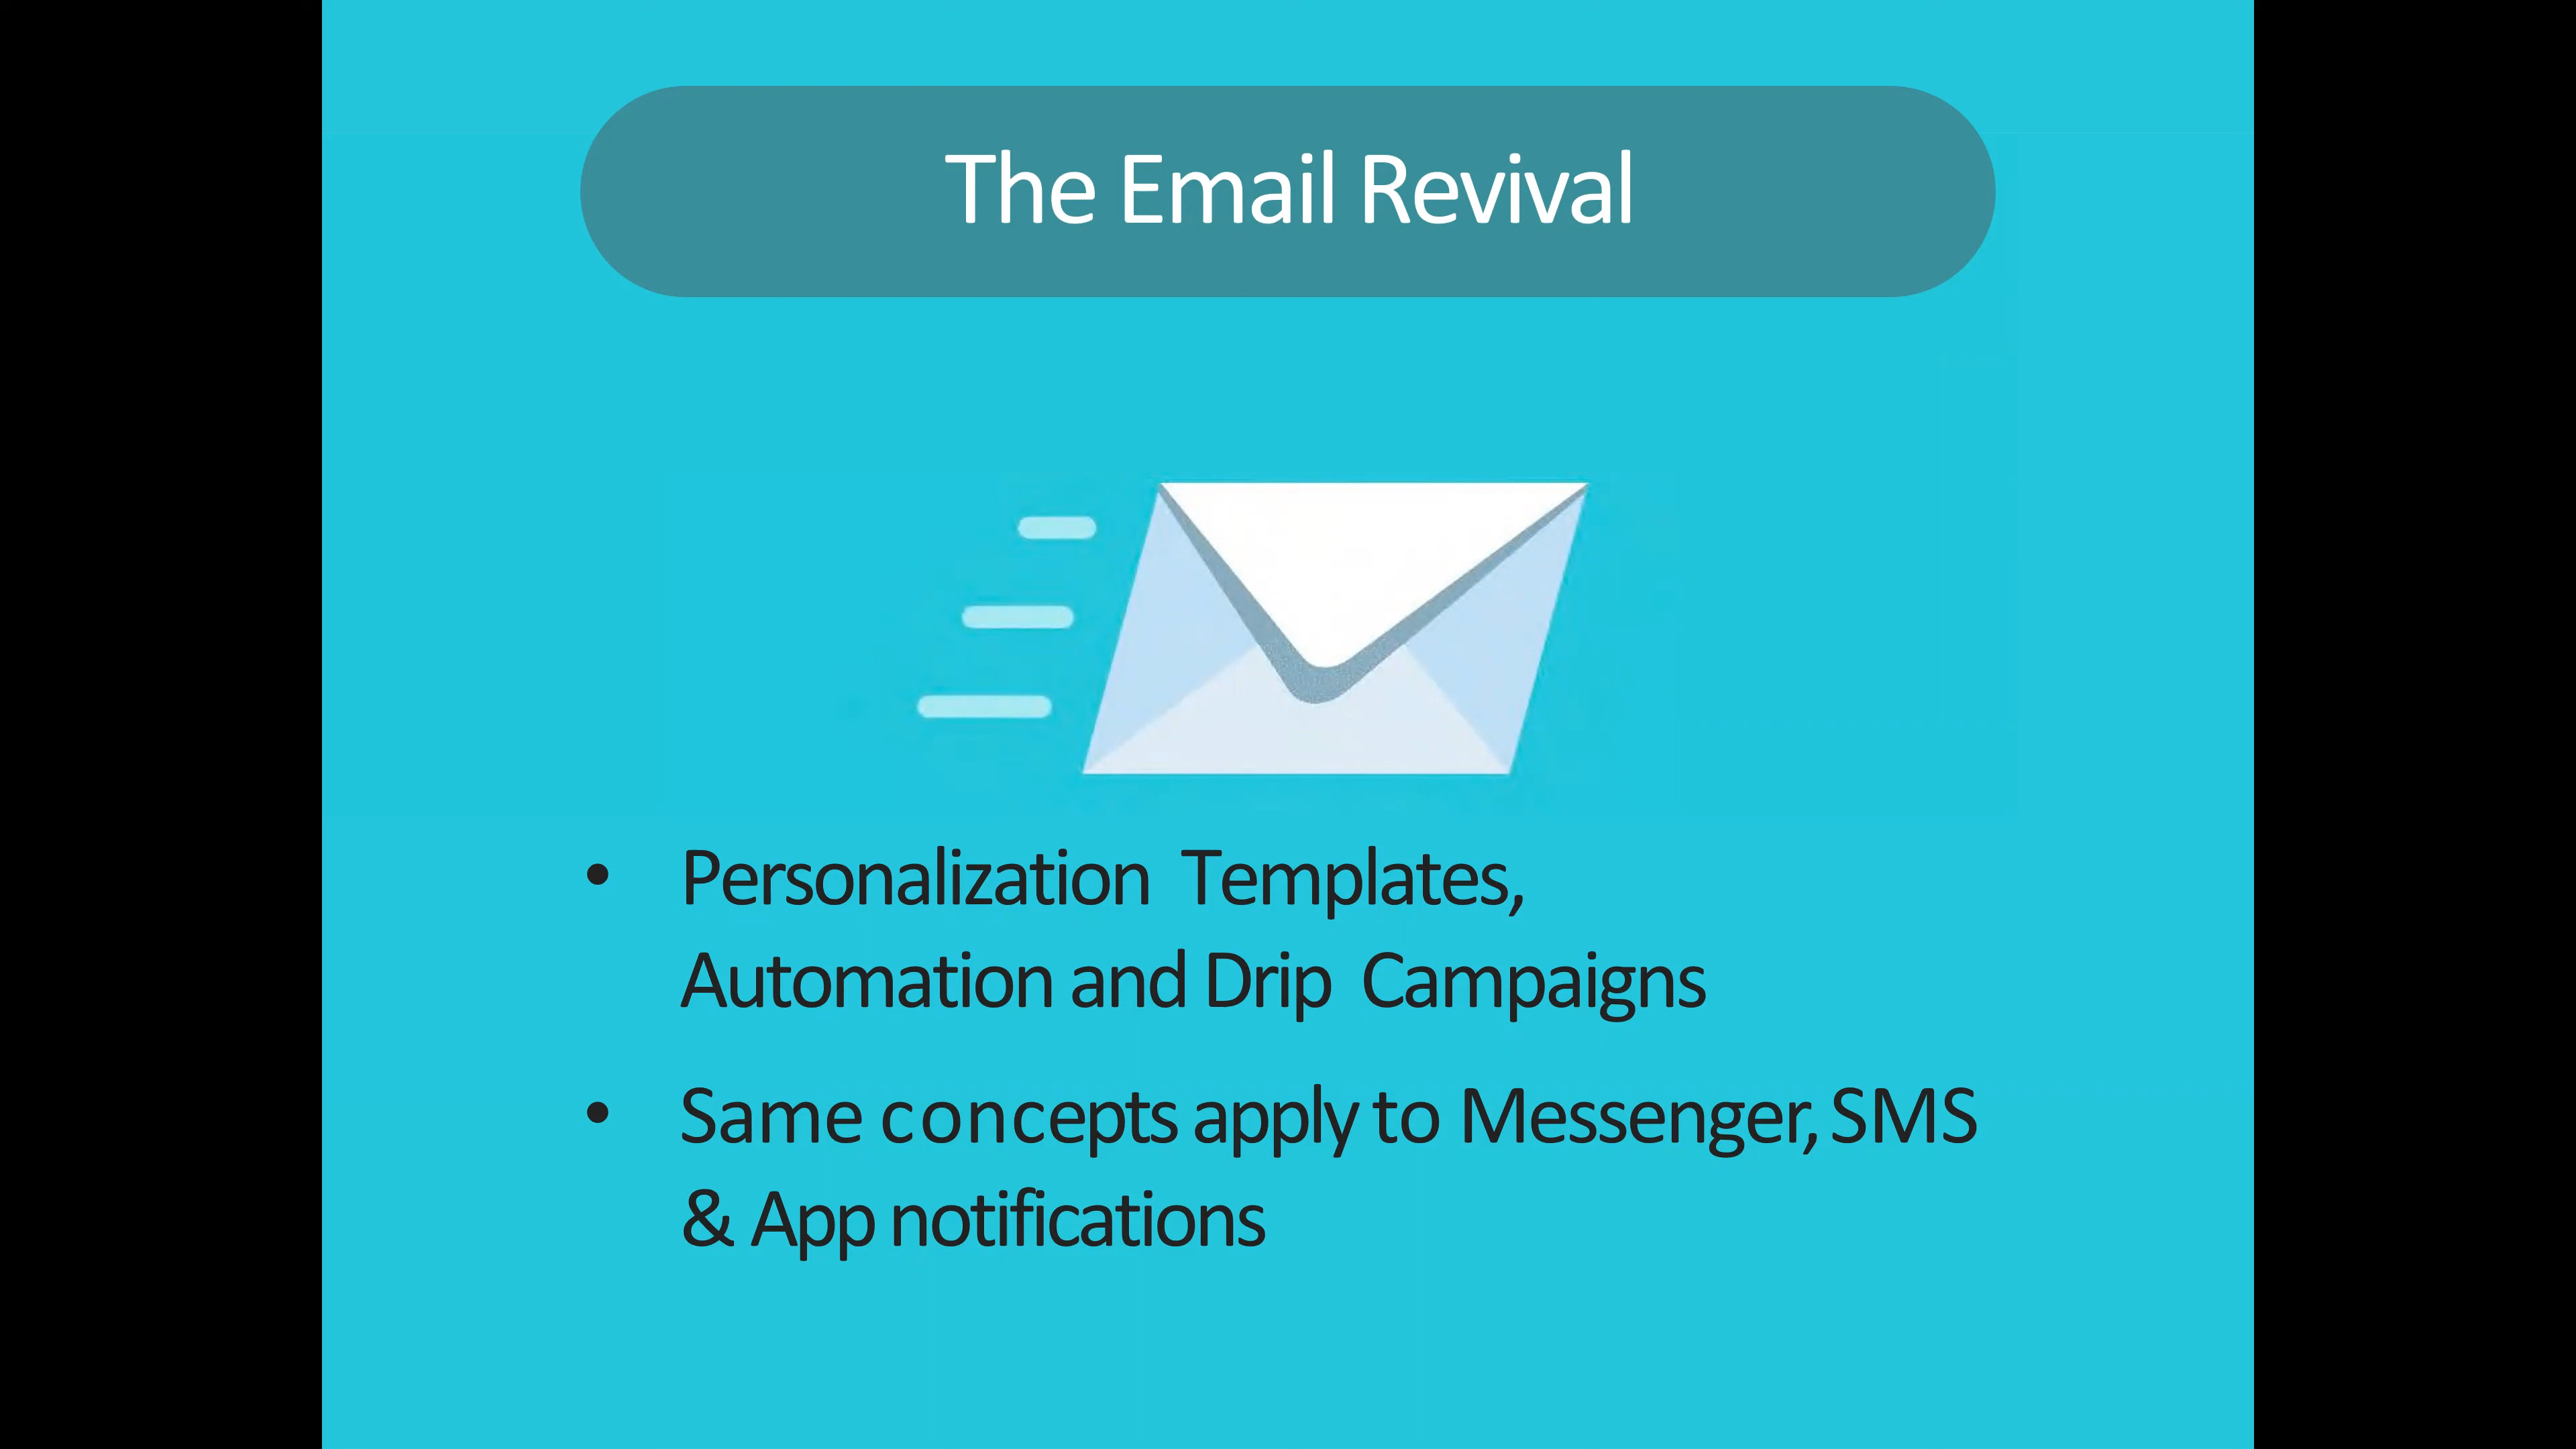 The Email Revival
• Personalization Templates,
Automation and Drip Campaigns
• Same concepts apply to Messenger, SMS
& App notifications